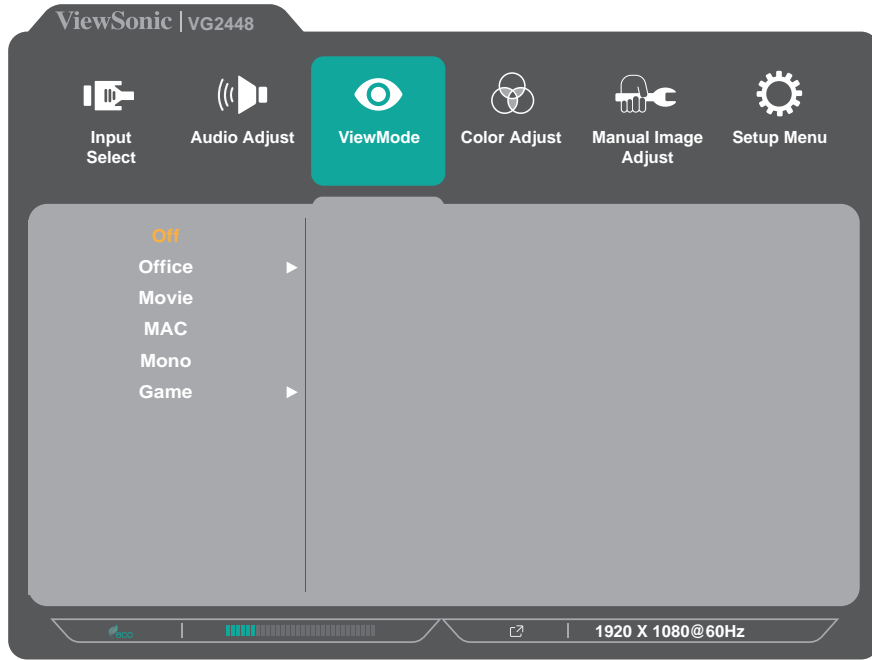 ViewSonic | VG2448
Input
Select
Audio Adjust
ViewMode
Color Adjust
Manual Image
Adjust
Setup Menu
Off
Office
Movie
MAC
Mono
Game
eco
1920 X 1080@60Hz